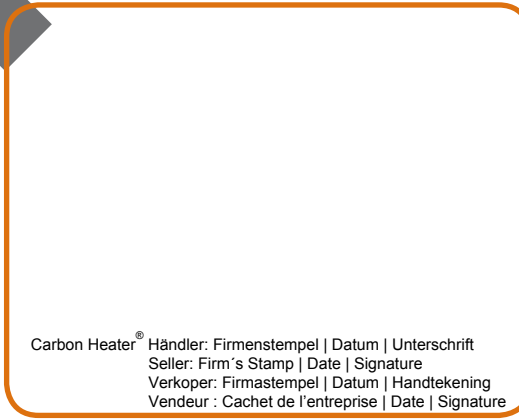 Carbon Heater® Händler: Firmenstempel | Datum | Unterschrift
Seller: Firm´s Stamp | Date | Signature
Verkoper: Firmastempel | Datum | Handtekening
Vendeur : Cachet de l’entreprise | Date | Signature